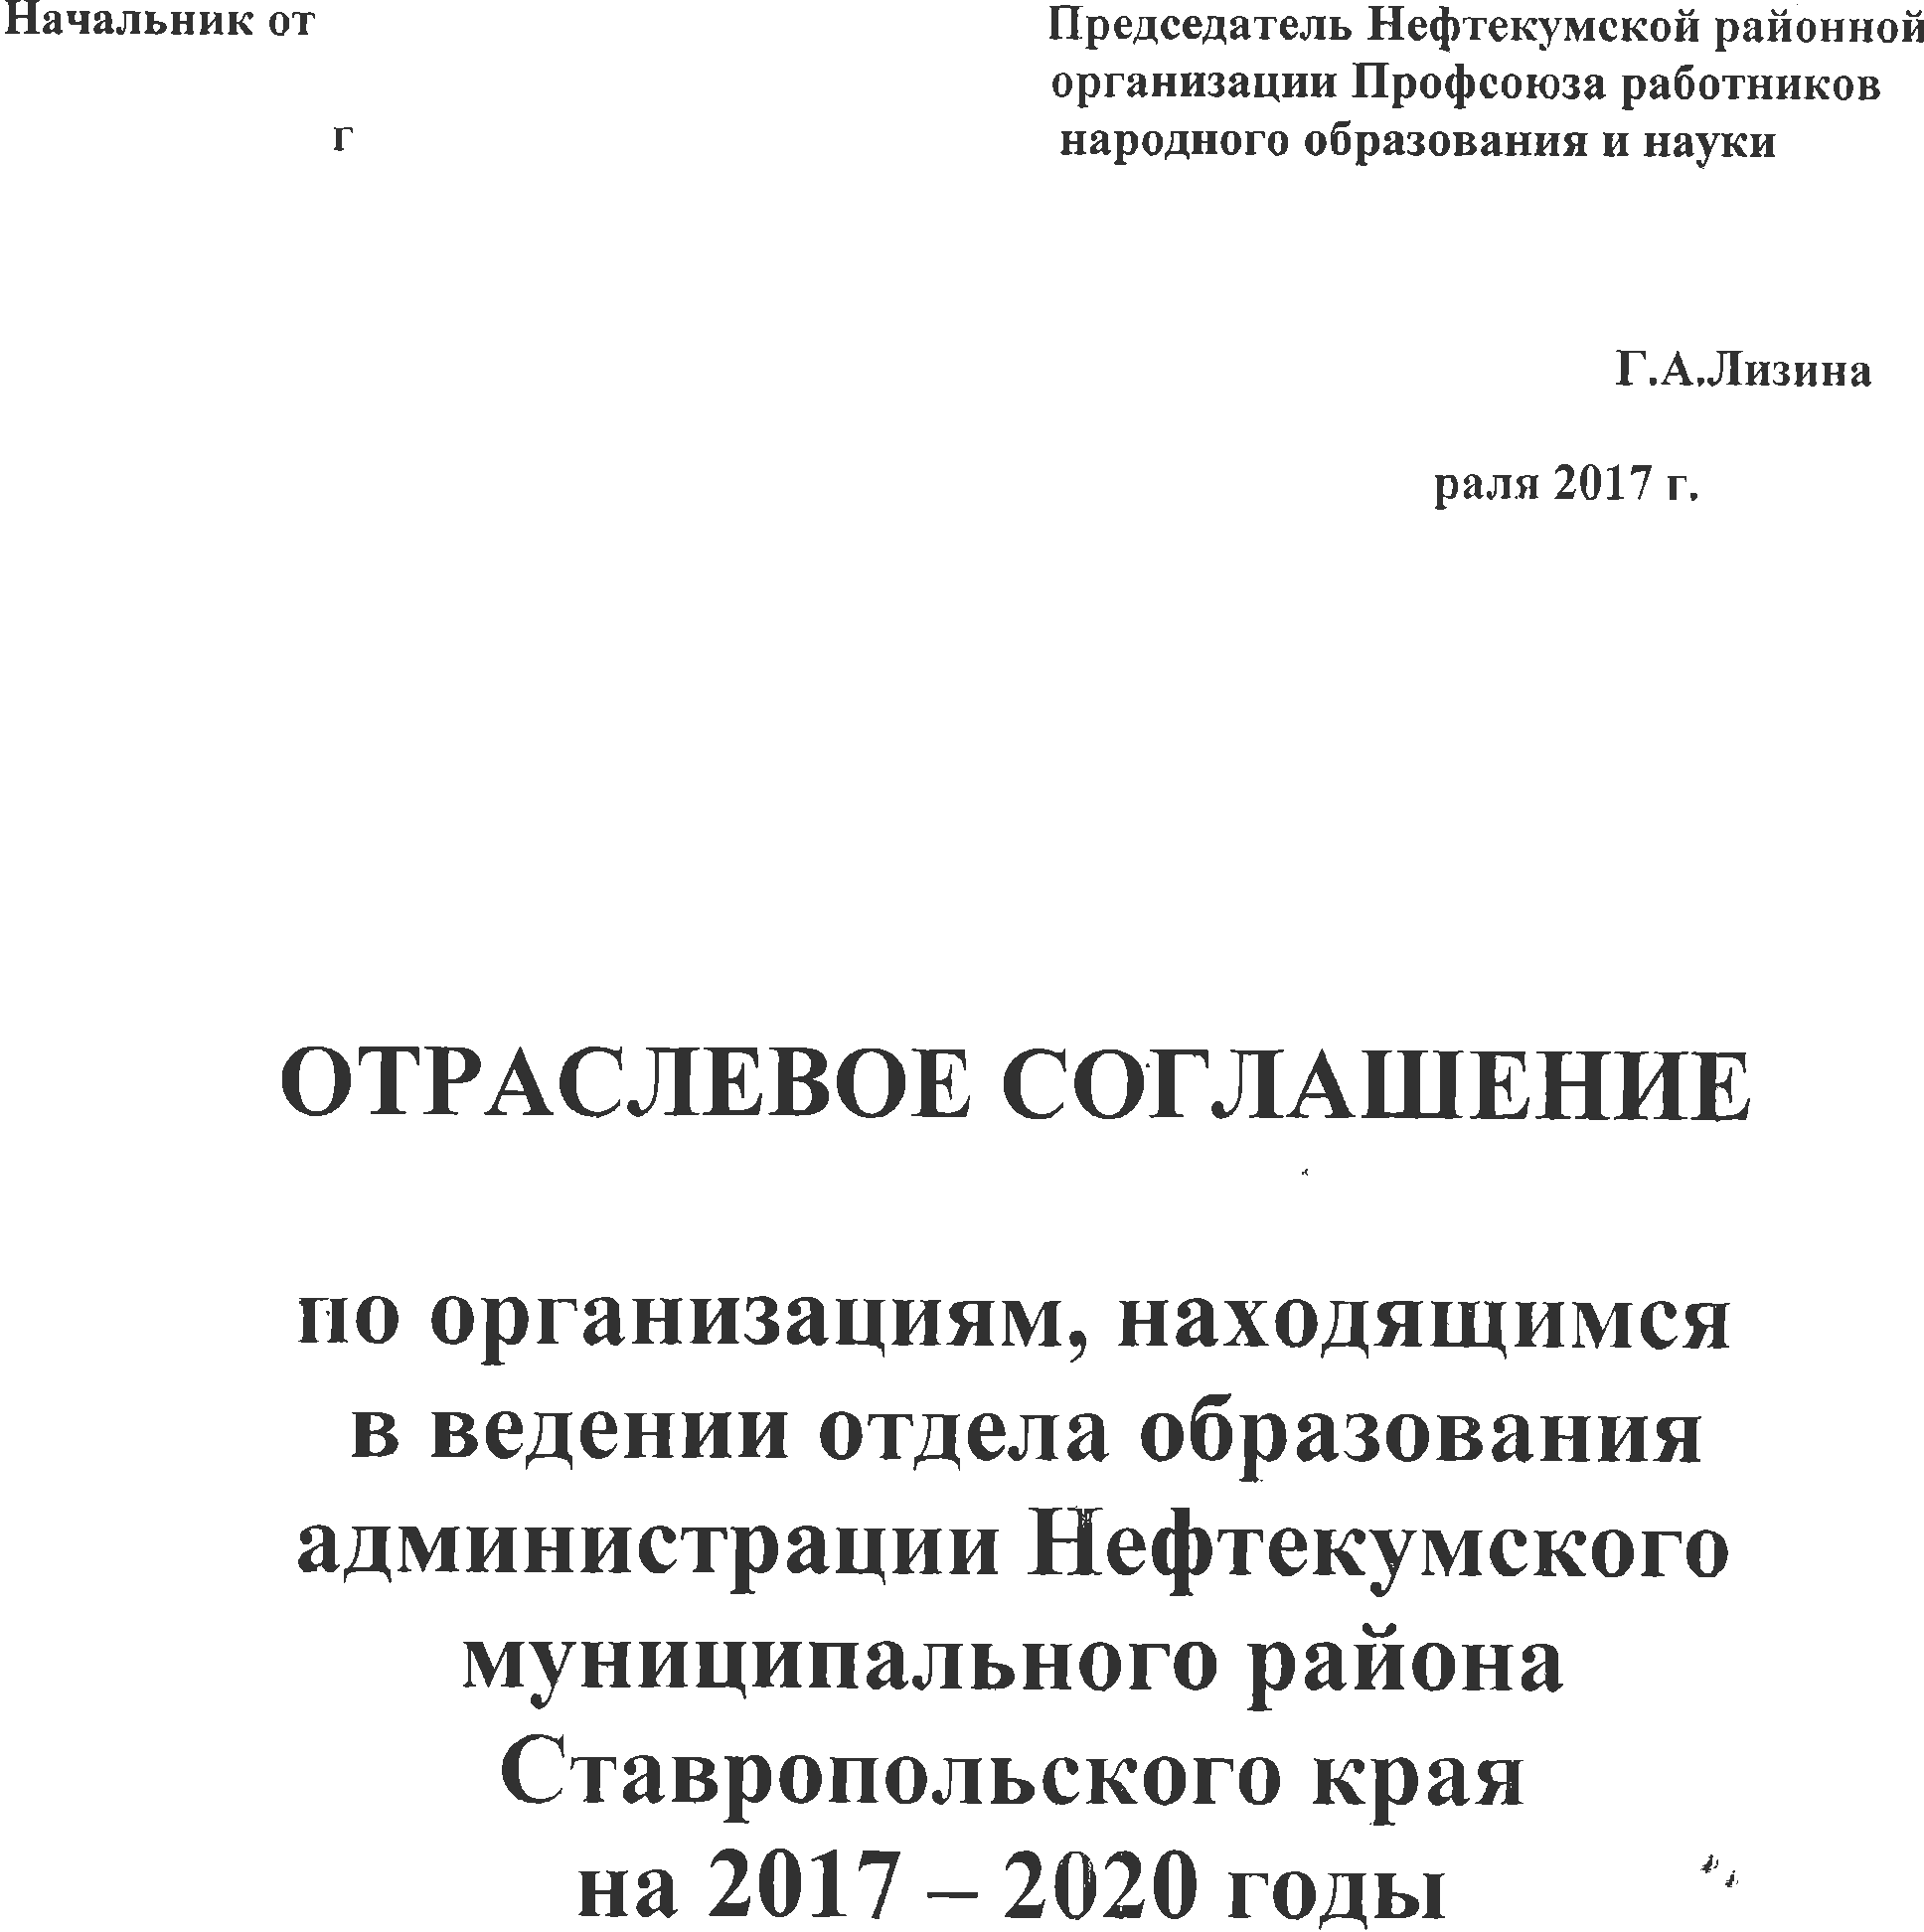 Начальник от
г
Председатель Нефтекумской районной
организации Профсоюза работников
народного образования и науки
Г.А.Лизина
раля 2017 г.
ОТРАСЛЕВОЕ СОГЛАШЕНИЕ
по организациям, находящимся
в ведении отдела образования
администрации Нефтекумского
муниципального района
Ставропольского края
на 2017 – 2020 годы